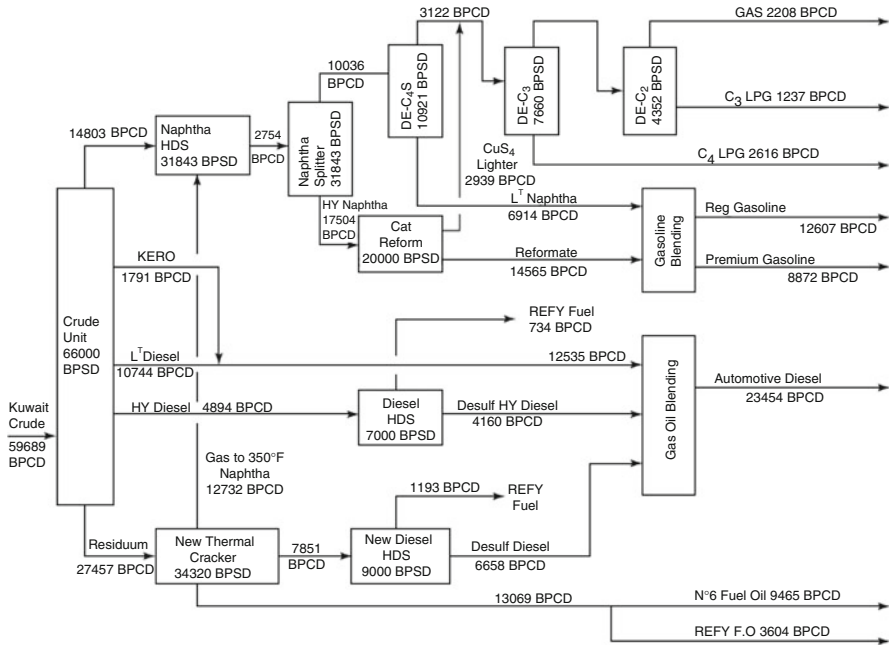 3122 BPCD
GAS 2208 BPCD
10036
BPCD
DE-C4S
10921 BPSD
DE-C3
7660 BPSD
DE-C2
4352 BPSD
C3 LPG 1237 BPCD
14803 BPCD
Naphtha
HDS
31843 BPSD
2754
BPCD
Naphtha
Splitter
31843 BPSD
CuS4
Lighter
2939 BPCD
C4 LPG 2616 BPCD
HY Naphtha
17504
BPCD
LT Naphtha
6914 BPCD
Cat
Reform
20000 BPSD
Reformate
14565 BPCD
Gasoline
Blending
Reg Gasoline
12607 BPCD
Premium Gasoline
8872 BPCD
KERO
1791 BPCD
Crude
Unit
66000
BPSD
REFY Fuel
734 BPCD
LT Diesel
10744 BPCD
12535 BPCD
Gas Oil Blending
Automotive Diesel
23454 BPCD
Kuwait
Crude
59689
BPCD
HY Diesel 4894 BPCD
Diesel
HDS
7000 BPSD
Desulf HY Diesel
4160 BPCD
Gas to 350°F
Naphtha
12732 BPCD
1193 BPCD
REFY
Fuel
Residuum
27457 BPCD
New Thermal
Cracker
34320 BPSD
7851
BPCD
New Diesel
HDS
9000 BPSD
Desulf Diesel
6658 BPCD
13069 BPCD
N°6 Fuel Oil 9465 BPCD
REFY F.O 3604 BPCD